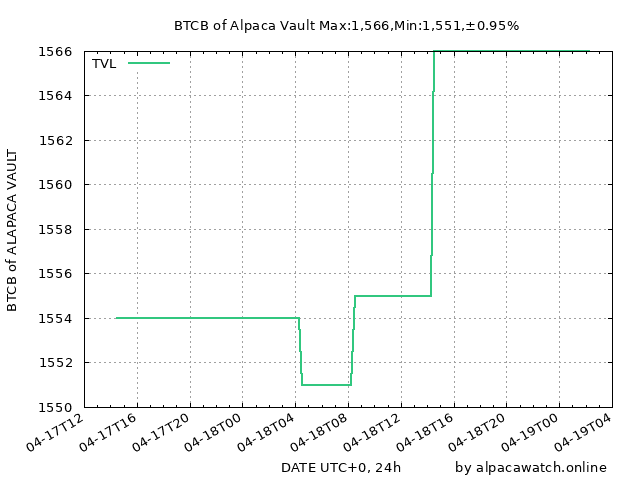 BTCB of Alpaca Vault Max:1,566,Min:1,551,±0.95%
TVL
BTCB of ALAPACA VAULT
1566
1564
1562
1560
1558
1556
1554
1552
1550
04-17T12
04-17T16
04-17T20
04-18T00
04-18T04
04-18T08
04-18T12
04-18T16
04-18T20
04-19T00
04-19T04
DATE UTC+0, 24h
by alpacawatch.online